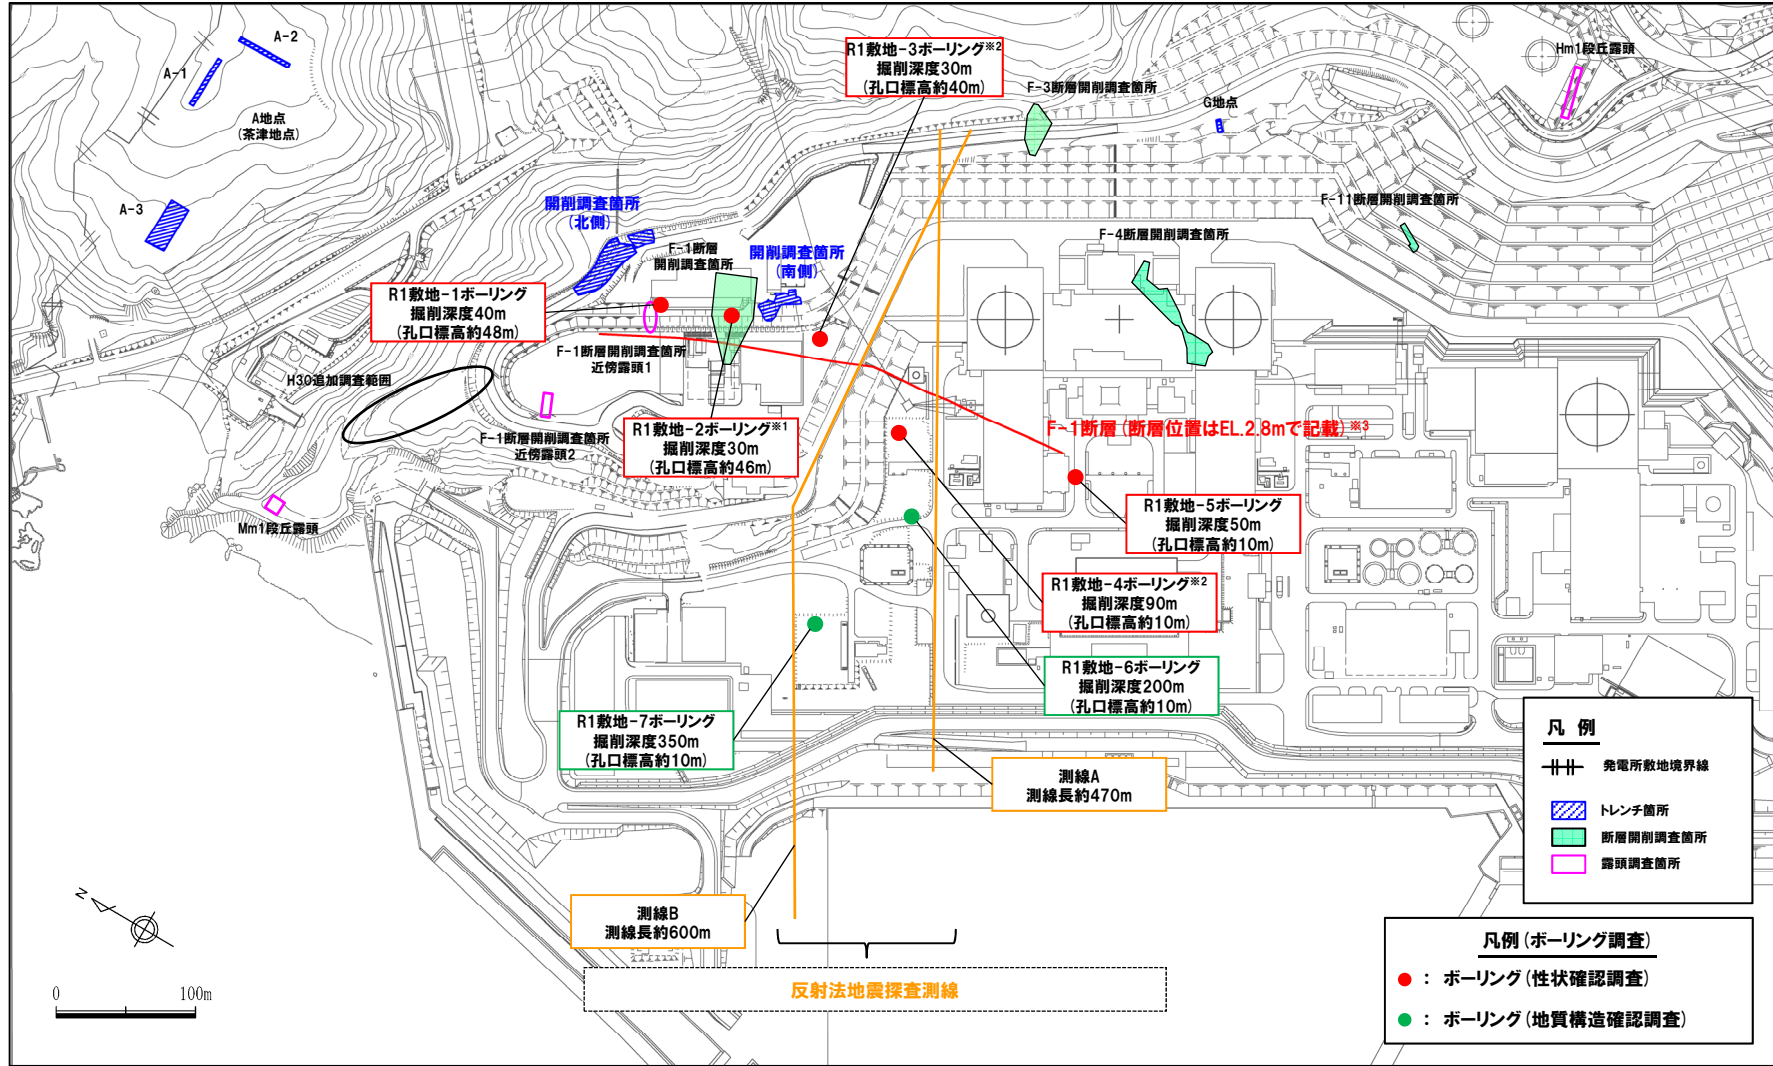 A-2
A-1
A地点
(茶津地点)
A-3
R1敷地-3ボーリング※2
掘削深度30m
(孔口標高約40m)
F-3断層開削調査箇所
G地点
Hm1段丘露頭
F-11断層開削調査箇所
F-4断層開削調査箇所
開削調査箇所
(北側)
F-1断層
開削調査箇所
開削調査箇所
(南側)
R1敷地-1ボーリング
掘削深度40m
(孔口標高約48m)
F-1断層開削調査箇所
近傍露頭1
H30追加調査範囲
F-1断層開削調査箇所
近傍露頭2
R1敷地-2ボーリング※1
掘削深度30m
(孔口標高約46m)
F-1断層(断層位置はEL.2.8mで記載)※3
Mm1段丘露頭
R1敷地-5ボーリング
掘削深度50m
(孔口標高約10m)
R1敷地-4ボーリング※2
掘削深度90m
(孔口標高約10m)
R1敷地-6ボーリング
掘削深度200m
(孔口標高約10m)
R1敷地-7ボーリング
掘削深度350m
(孔口標高約10m)
測線A
測線長約470m
測線B
測線長約600m
反射法地震探査測線
N
0 100m
凡 例
発電所敷地境界線
トレンチ箇所
断層開削調査箇所
露頭調査箇所
凡例(ボーリング調査)
: ボーリング(性状確認調査)
: ボーリング(地質構造確認調査)